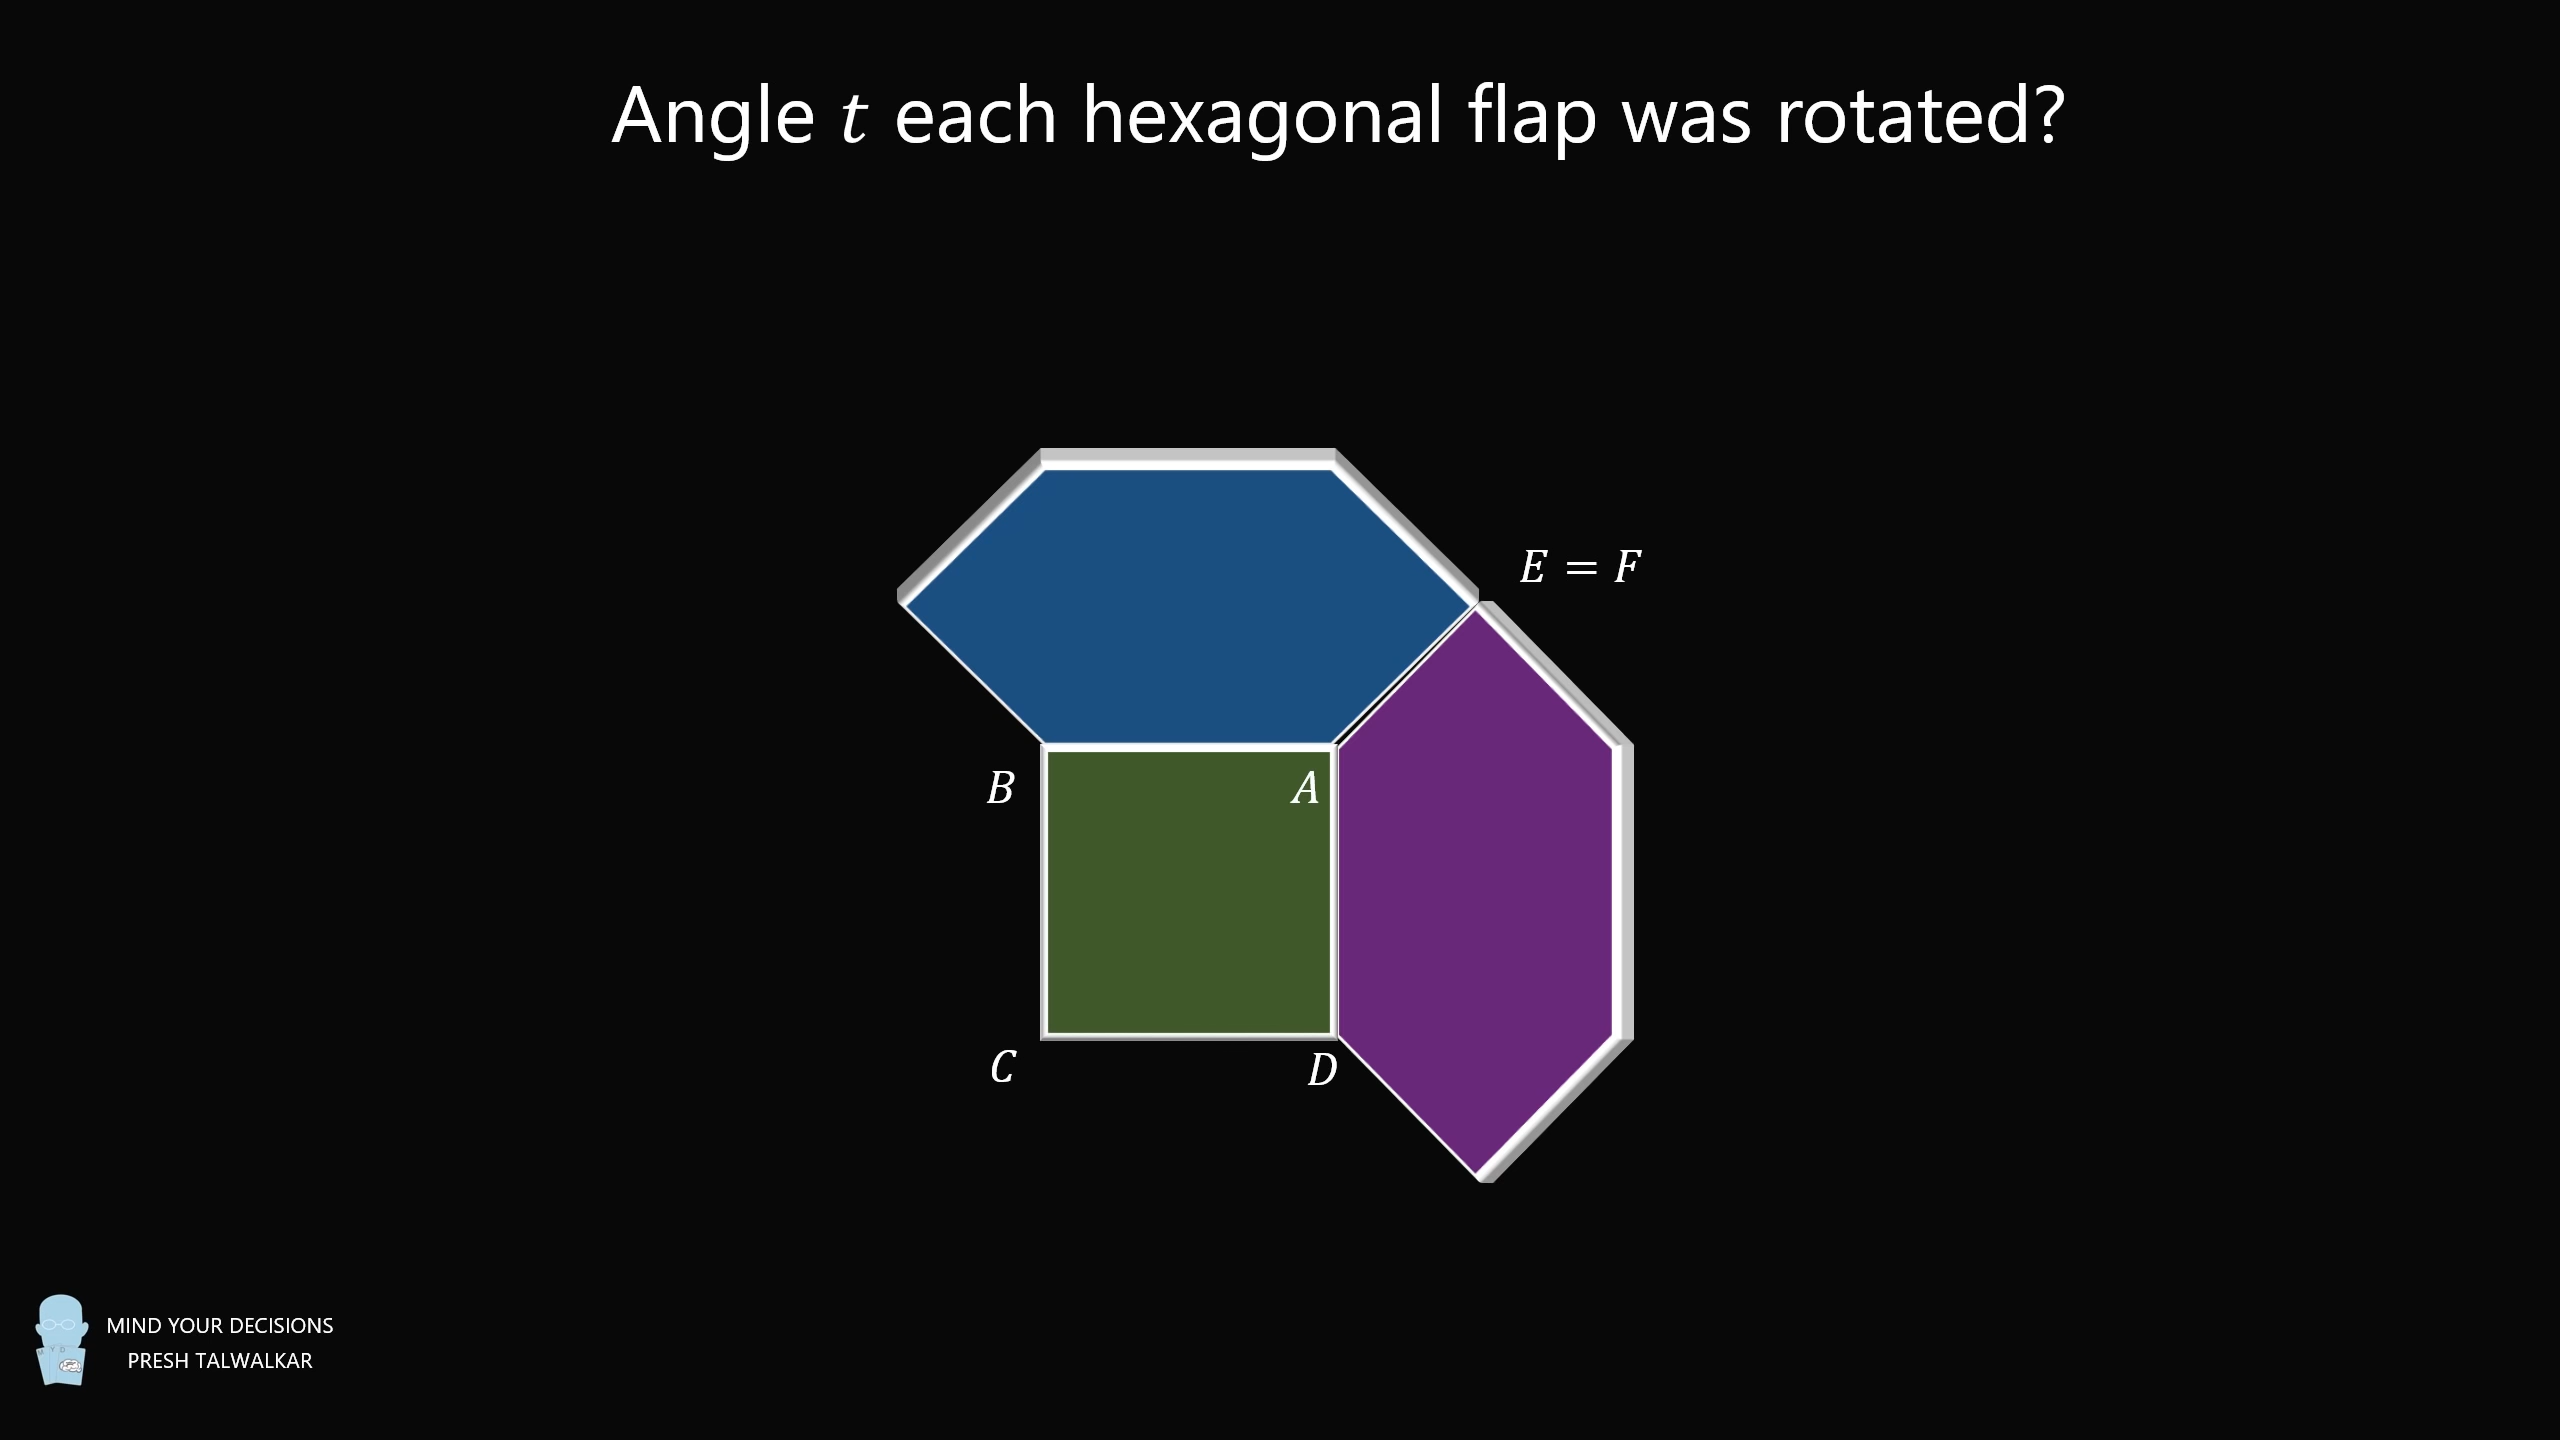 Angle t each hexagonal flap was rotated?
E = F
B
A
C
D
MIND YOUR DECISIONS
PRESH TALWALKAR